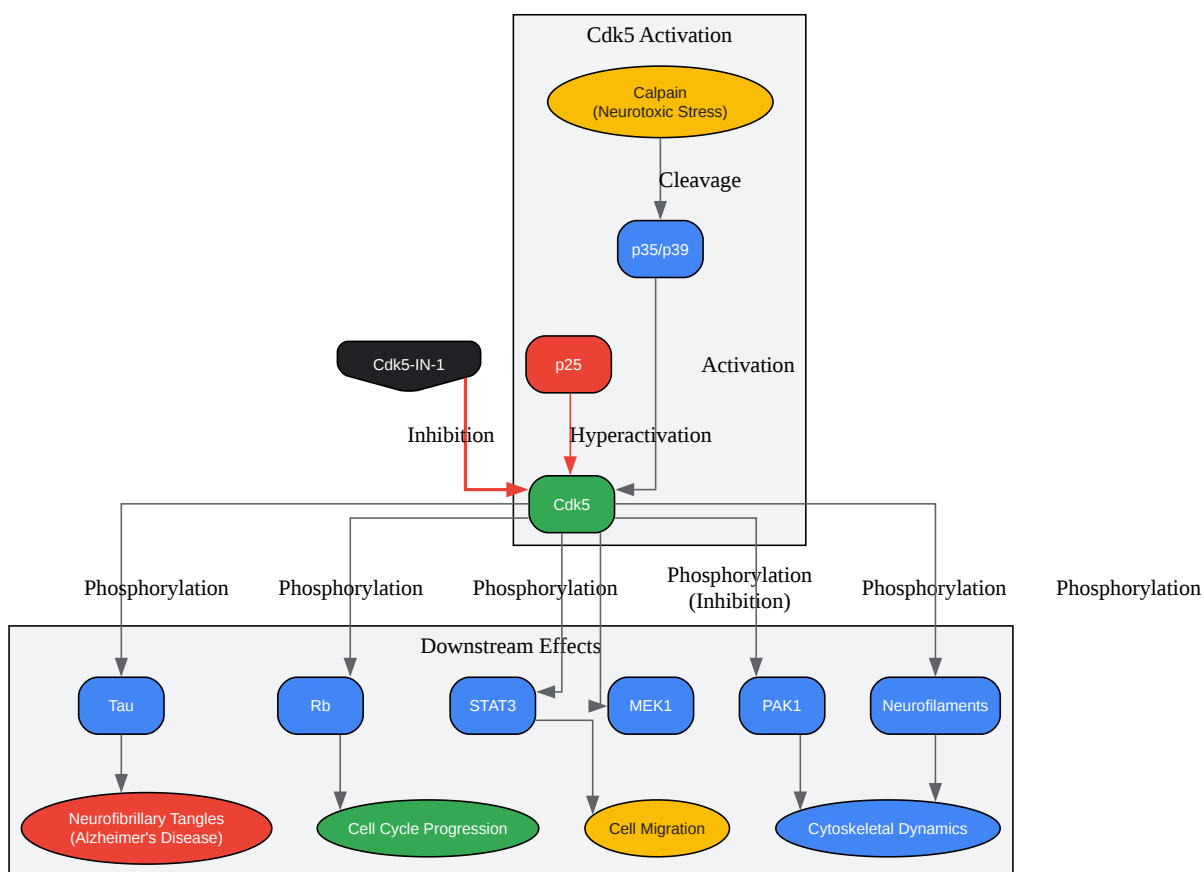 Cdk5 Activation
Calpain
(Neurotoxic Stress)
Cleavage
p35/p39
Cdk5-IN-1
p25
Activation
Inhibition
Hyperactivation
Cdk5
Phosphorylation
Phosphorylation
Phosphorylation
Phosphorylation
(Inhibition)
Phosphorylation
Phosphorylation
Downstream Effects
Tau
Rb
STAT3
MEK1
PAK1
Neurofilaments
Neurofibrillary Tangles
(Alzheimer's Disease)
Cell Cycle Progression
Cell Migration
Cytoskeletal Dynamics